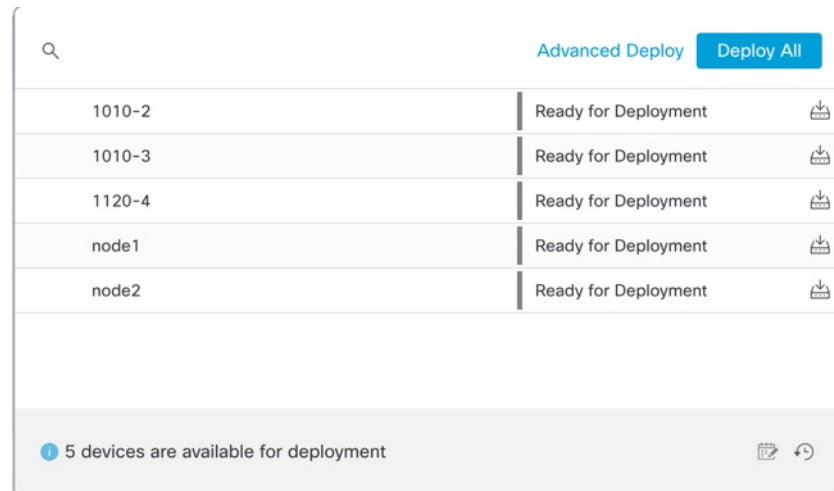 Advanced Deploy Deploy All
1010-2 Ready for Deployment
1010-3 Ready for Deployment
1120-4 Ready for Deployment
node1 Ready for Deployment
node2 Ready for Deployment
5 devices are available for deployment